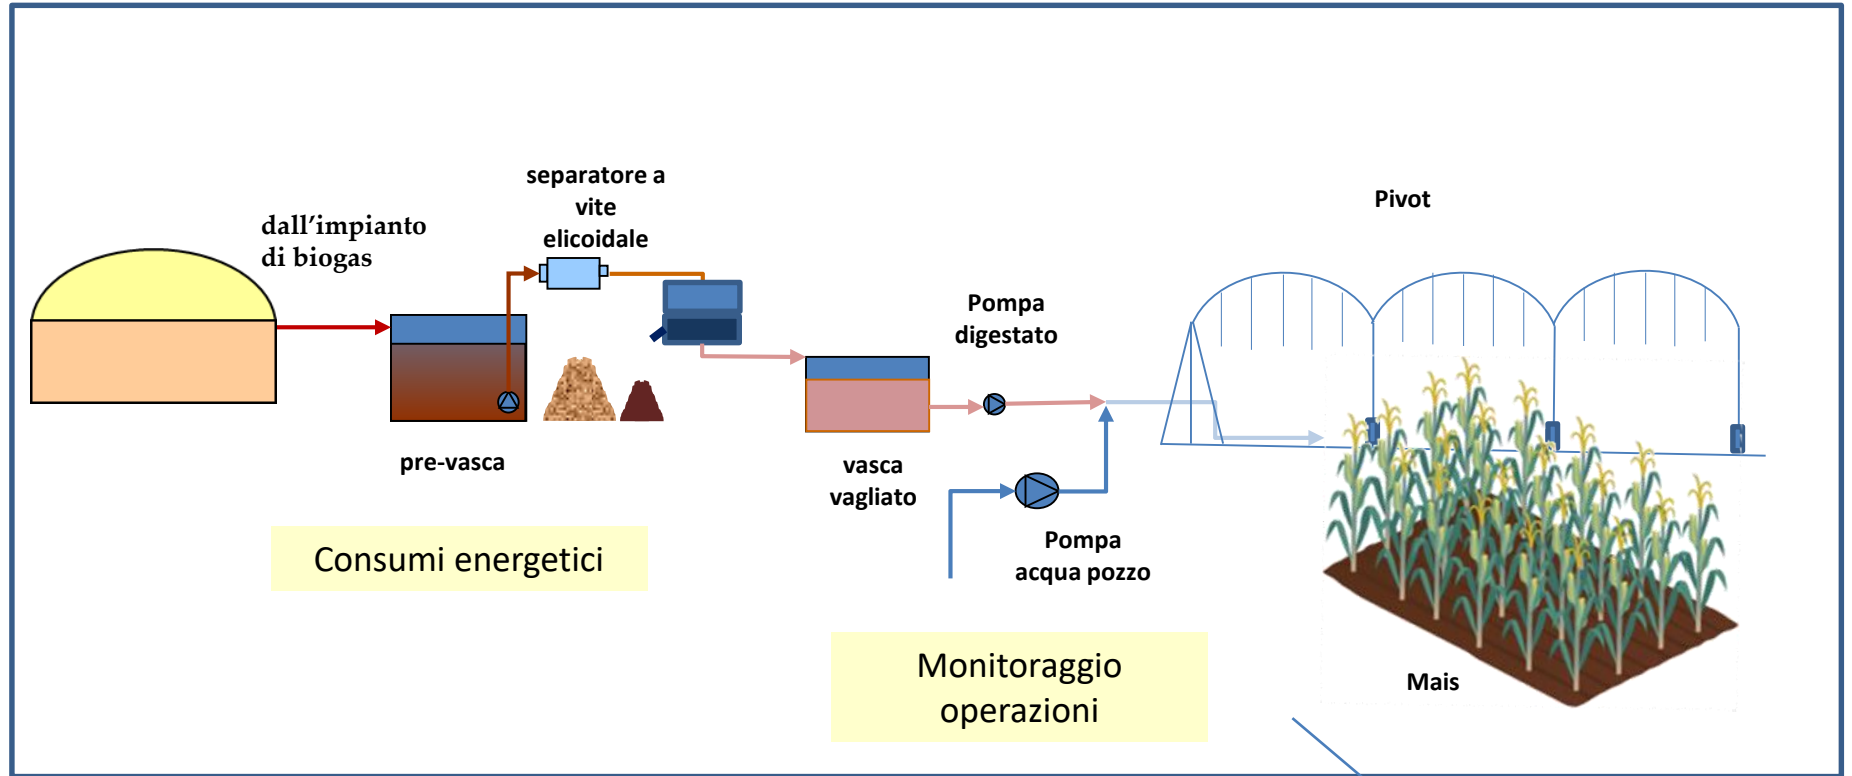 separatore a
vite
elicoidale
dall’impianto
di biogas
Pivot
Pompa
digestato
pre-vasca
vasca
vagliato
Consumi energetici
Pompa
acqua pozzo
Monitoraggio
operazioni
Mais